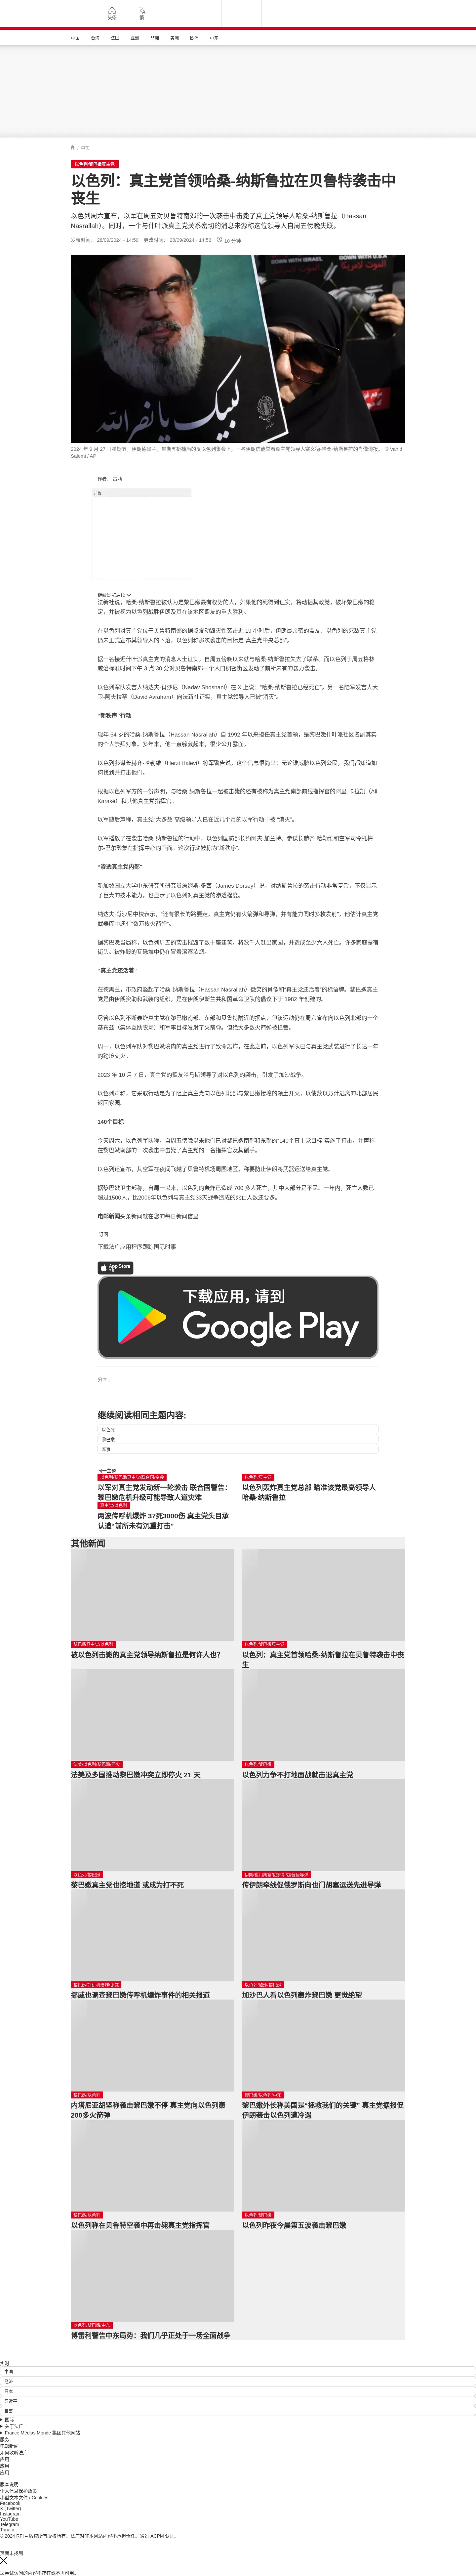 头条
繁
中国
台湾
法国
亚洲
非洲
美洲
欧洲
中东
/ 中东
以色列/黎巴嫩真主党
以色列：真主党首领哈桑-纳斯鲁拉在贝鲁特袭击中丧生
以色列周六宣布，以军在周五对贝鲁特南郊的一次袭击中击毙了真主党领导人哈桑-纳斯鲁拉（Hassan Nasrallah）。同时，一个与什叶派真主党关系密切的消息来源称这位领导人自周五傍晚失联。
发表时间： 28/09/2024 - 14:50 更改时间： 28/09/2024 - 14:53 10 分钟
DOWN WITH U.S.A
2024 年 9 月 27 日星期五，伊朗德黑兰，星期五祈祷后的反以色列集会上，一名伊朗信徒举着真主党领导人赛义德-哈桑-纳斯鲁拉的肖像海报。 © Vahid Salemi / AP
作者： 古莉
广告
继续浏览后续
法新社说，哈桑-纳斯鲁拉被认为是黎巴嫩最有权势的人，如果他的死得到证实，将动摇其政党，破坏黎巴嫩的稳定，并被视为以色列战胜伊朗及其在该地区盟友的重大胜利。
在以色列对真主党位于贝鲁特南郊的据点发动毁灭性袭击近 19 小时后，伊朗最亲密的盟友、以色列的死敌真主党仍未正式宣布其领导人的下落，以色列称那次袭击的目标是“真主党中央总部”。
据一名接近什叶派真主党的消息人士证实，自周五傍晚以来就与哈桑·纳斯鲁拉失去了联系。而以色列于周五格林威治标准时间下午 3 点 30 分对贝鲁特南郊一个人口稠密街区发动了前所未有的暴力袭击。
以色列军队发言人纳达夫-肖沙尼（Nadav Shoshani）在 X 上说：“哈桑-纳斯鲁拉已经死亡”。另一名陆军发言人大卫-阿夫拉罕（David Avraham）向法新社证实，真主党领导人已被“消灭”。
“新秩序”行动
现年 64 岁的哈桑-纳斯鲁拉（Hassan Nasrallah）自 1992 年以来担任真主党首领，是黎巴嫩什叶派社区名副其实的个人崇拜对象。多年来，他一直躲藏起来，很少公开露面。
以色列参谋长赫齐-哈勒维（Herzi Halevi）将军警告说，这个信息很简单：无论谁威胁以色列公民，我们都知道如何找到并打击他们。
根据以色列军方的一份声明，与哈桑-纳斯鲁拉一起被击毙的还有被称为真主党南部前线指挥官的阿里-卡拉凯（Ali Karaké）和其他真主党指挥官。
以军随后声称，真主党“大多数”高级领导人已在近几个月的以军行动中被 “消灭”。
以军播放了在袭击哈桑-纳斯鲁拉的行动中，以色列国防部长约阿夫-加兰特、参谋长赫齐-哈勒维和空军司令托梅尔-巴尔聚集在指挥中心的画面。这次行动被称为“新秩序”。
“渗透真主党内部”
新加坡国立大学中东研究所研究员詹姆斯-多西（James Dorsey）说，对纳斯鲁拉的袭击行动非常复杂，不仅显示了巨大的技术能力，也显示了以色列对真主党的渗透程度。
纳达夫·肖沙尼中校表示，“还有很长的路要走。真主党仍有火箭弹和导弹，并有能力同时多枚发射”，他估计真主党武器库中还有“数万枚火箭弹”。
据黎巴嫩当局称，以色列周五的袭击摧毁了数十座建筑，将数千人赶出家园，并造成至少六人死亡。许多家庭露宿街头。被炸毁的瓦砾堆中仍在冒着滚滚浓烟。
“真主党还活着”
在德黑兰，市政府竖起了哈桑-纳斯鲁拉（Hassan Nasrallah）微笑的肖像和“真主党还活着”的标语牌。黎巴嫩真主党是由伊朗资助和武装的组织，是在伊朗伊斯兰共和国革命卫队的倡议下于 1982 年创建的。
尽管以色列不断轰炸真主党在黎巴嫩南部、东部和贝鲁特附近的据点，但该运动仍在周六宣布向以色列北部的一个基布兹（集体互助农场）和军事目标发射了火箭弹。但绝大多数火箭弹被拦截。
周一，以色列军队对黎巴嫩境内的真主党进行了致命轰炸，在此之前，以色列军队已与真主党武装进行了长达一年的跨境交火。
2023 年 10 月 7 日，真主党的盟友哈马斯领导了对以色列的袭击，引发了加沙战争。
以色列声称，它采取行动是为了阻止真主党向以色列北部与黎巴嫩接壤的领土开火，以便数以万计逃离的北部居民返回家园。
140个目标
今天周六，以色列军队称，自周五傍晚以来他们已对黎巴嫩南部和东部的“140个真主党目标”实施了打击，并声称在黎巴嫩南部的一次袭击中击毙了真主党的一名指挥官及其副手。
以色列还宣布，其空军在夜间飞越了贝鲁特机场周围地区，称要防止伊朗将武器运送给真主党。
据黎巴嫩卫生部称，自周一以来，以色列的轰炸已造成 700 多人死亡，其中大部分是平民。一年内，死亡人数已超过1500人，比2006年以色列与真主党33天战争造成的死亡人数还要多。
电邮新闻头条新闻就在您的每日新闻信里
订阅
下载法广应用程序跟踪国际时事
App Store
下载应用，请到
Google Play
分享 :
继续阅读相同主题内容:
以色列
黎巴嫩
军事
同一主题
以色列/黎巴嫩真主党/联合国/空袭
以军对真主党发动新一轮袭击 联合国警告：黎巴嫩危机升级可能导致人道灾难
以色列/真主党
以色列轰炸真主党总部 瞄准该党最高领导人哈桑·纳斯鲁拉
真主党/以色列
两波传呼机爆炸 37死3000伤 真主党头目承认遭“前所未有沉重打击”
其他新闻
黎巴嫩真主党/以色列
被以色列击毙的真主党领导纳斯鲁拉是何许人也?
以色列/黎巴嫩真主党
以色列：真主党首领哈桑-纳斯鲁拉在贝鲁特袭击中丧生
法美/以色列/黎巴嫩/停火
法美及多国推动黎巴嫩冲突立即停火 21 天
以色列/黎巴嫩
以色列力争不打地面战就击退真主党
以色列/黎巴嫩
黎巴嫩真主党也挖地道 或成为打不死
伊朗/也门胡塞/俄罗斯/超音速导弹
传伊朗牵线促俄罗斯向也门胡塞运送先进导弹
黎巴嫩/传呼机爆炸/挪威
挪威也调查黎巴嫩传呼机爆炸事件的相关报道
以色列/加沙/黎巴嫩
加沙巴人看以色列轰炸黎巴嫩 更觉绝望
黎巴嫩/以色列
内塔尼亚胡坚称袭击黎巴嫩不停 真主党向以色列轰200多火箭弹
黎巴嫩/以色列/中东
黎巴嫩外长称美国是“拯救我们的关键” 真主党据报促伊朗袭击以色列遭冷遇
黎巴嫩/以色列
以色列称在贝鲁特空袭中再击毙真主党指挥官
以色列/黎巴嫩
以色列昨夜今晨第五波袭击黎巴嫩
以色列/黎巴嫩/中东
博雷利警告中东局势：我们几乎正处于一场全面战争
实时
中国
经济
日本
习近平
军事
国际
关于法广
France Médias Monde 集团其他网站
服务
电邮新闻
如何收听法广
应用
应用
应用
版本说明
个人信息保护政策
小型文本文件 / Cookies
Facebook
X (Twitter)
Instagram
YouTube
Telegram
TuneIn
© 2024 RFI – 版权所有版权所有。法广对非本网站内容不承担责任。通过 ACPM 认证。
页面未找到
您尝试访问的内容不存在或不再可用。